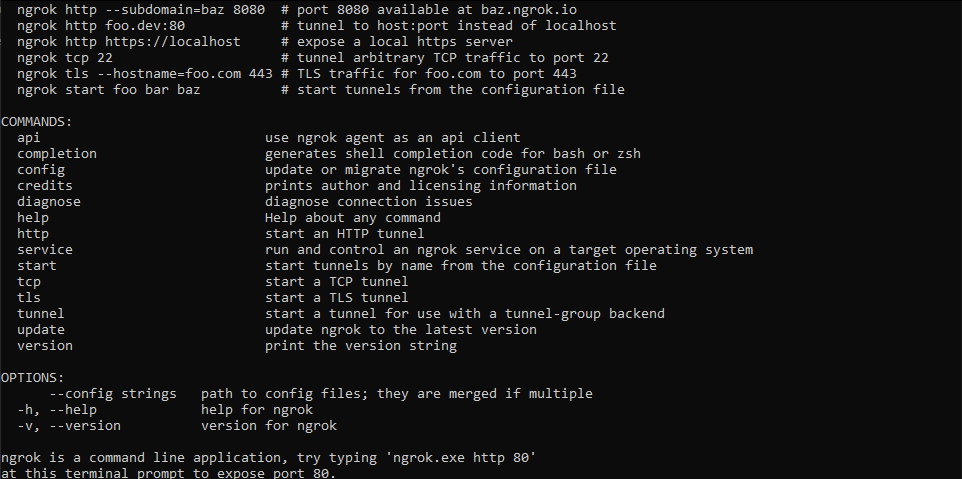 ngrok http --subdomain=baz 8080  # port 8080 available at baz.ngrok.io
ngrok http foo.dev:80            # tunnel to host:port instead of localhost
ngrok http https://localhost     # expose a local https server
ngrok tcp 22                     # tunnel arbitrary TCP traffic to port 22
ngrok tls --hostname=foo.com 443 # TLS traffic for foo.com to port 443
ngrok start foo bar baz          # start tunnels from the configuration file
COMMANDS:
api                            use ngrok agent as an api client
completion                     generates shell completion code for bash or zsh
config                         update or migrate ngrok's configuration file
credits                        prints author and licensing information
diagnose                       diagnose connection issues
help                           Help about any command
http                           start an HTTP tunnel
service                        run and control an ngrok service on a target operating system
start                          start tunnels by name from the configuration file
tcp                            start a TCP tunnel
tls                            start a TLS tunnel
tunnel                         start a tunnel for use with a tunnel-group backend
update                         update ngrok to the latest version
version                        print the version string
OPTIONS:
--config strings   path to config files; they are merged if multiple
-h, --help             help for ngrok
-v, --version          version for ngrok
ngrok is a command line application, try typing 'ngrok.exe http 80'
at this terminal prompt to expose port 80.